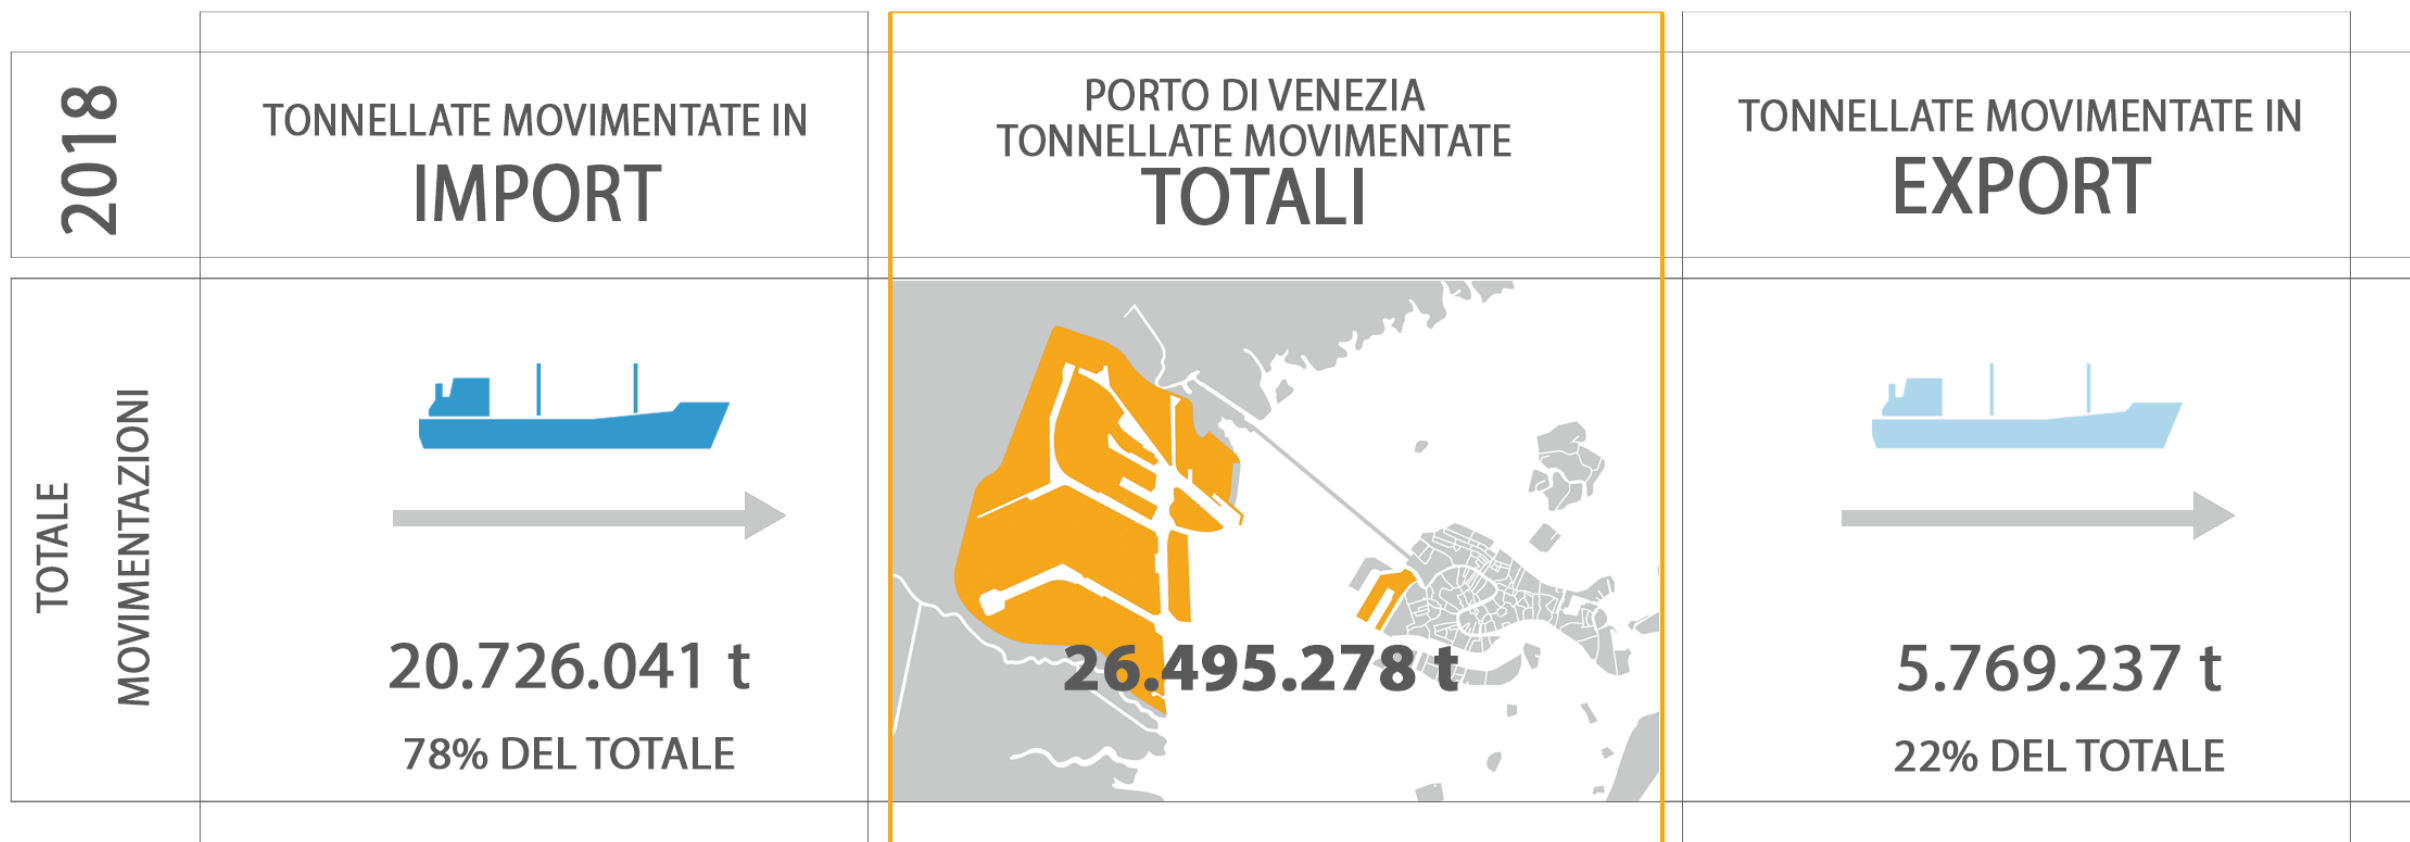 2018
TONNELLATE MOVIMENTATE IN
IMPORT
PORTO DI VENEZIA
TONNELLATE MOVIMENTATE
TOTALI
TONNELLATE MOVIMENTATE IN
EXPORT
TOTALE
MOVIMENTAZIONI
20.726.041 t
78% DEL TOTALE
26.495.278 t
5.769.237 t
22% DEL TOTALE